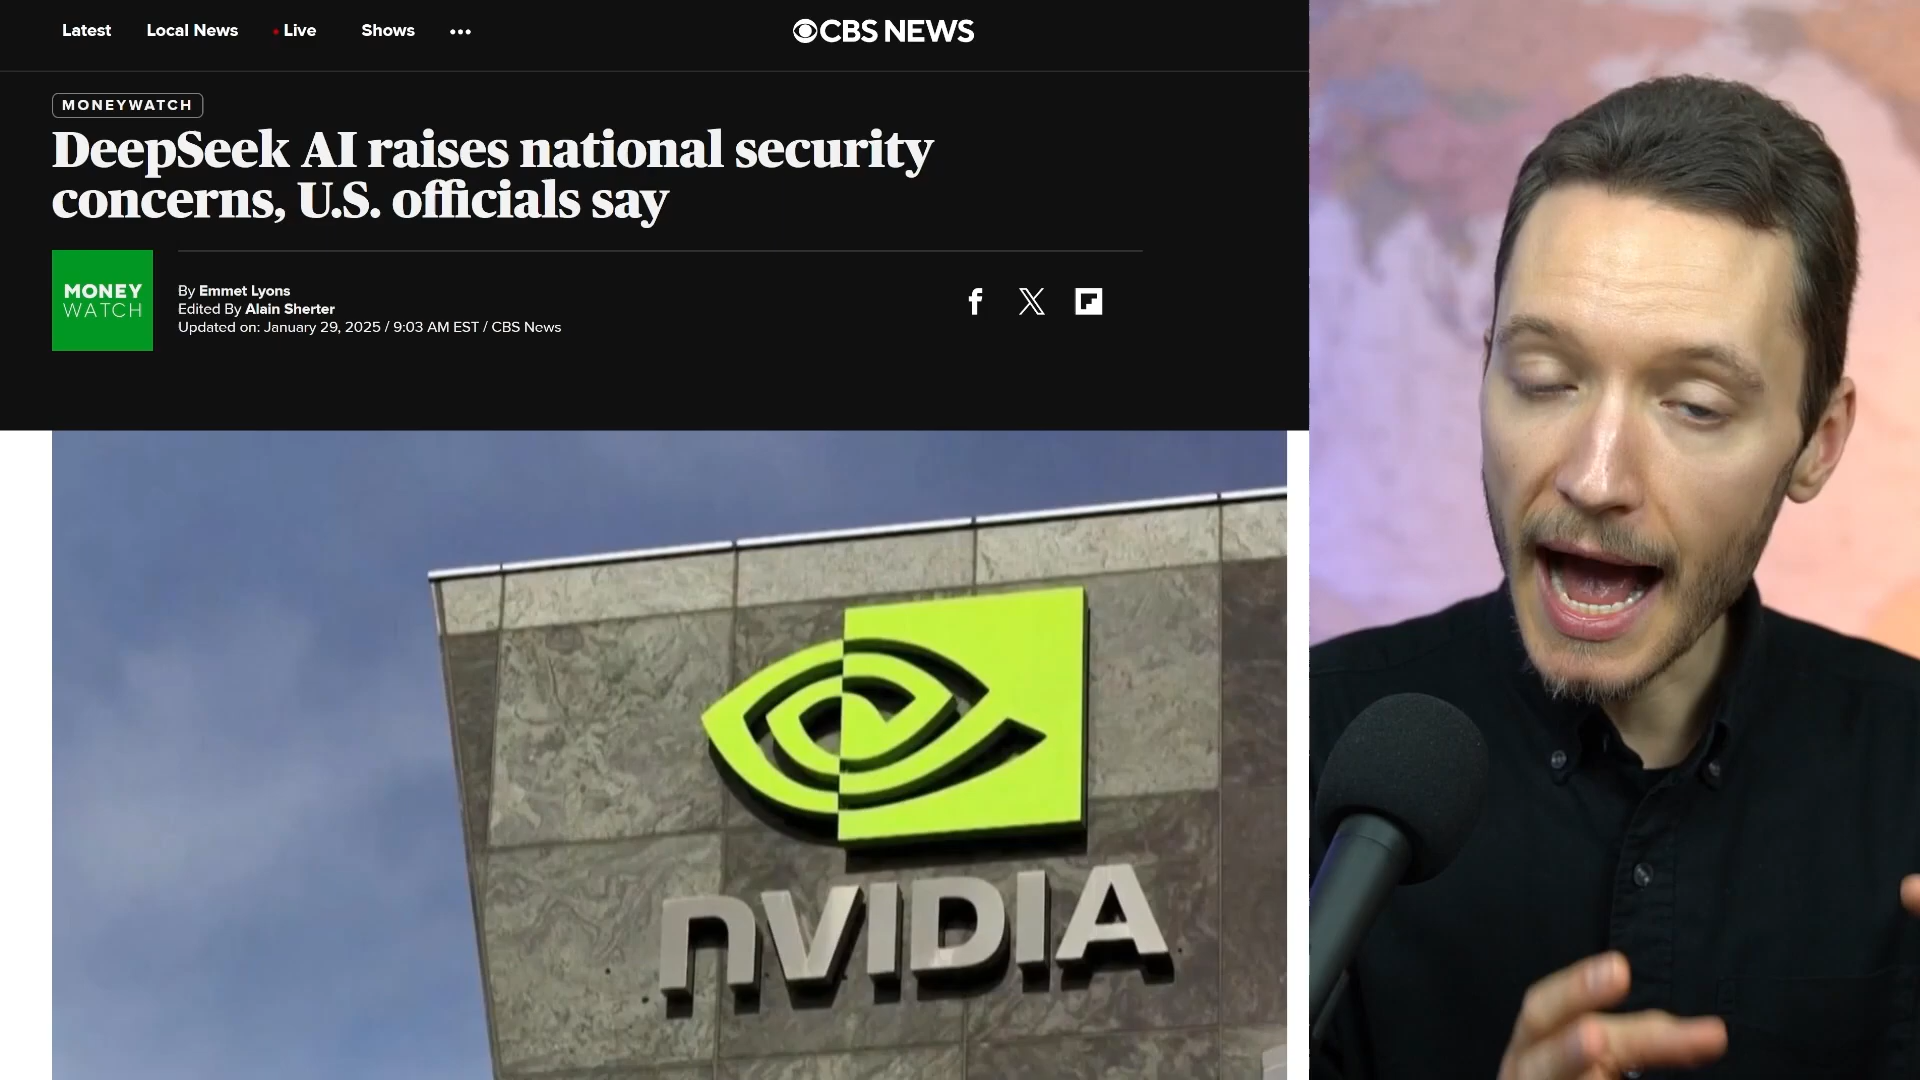 Latest Local News Live Shows
CBS NEWS
MONEYWATCH
DeepSeek AI raises national security
concerns, U.S. officials say
MONEY
WATCH
By Emmet Lyons
Edited By Alain Sherter
Updated on: January 29, 2025 / 9:03 AM EST / CBS News
nVIDIA